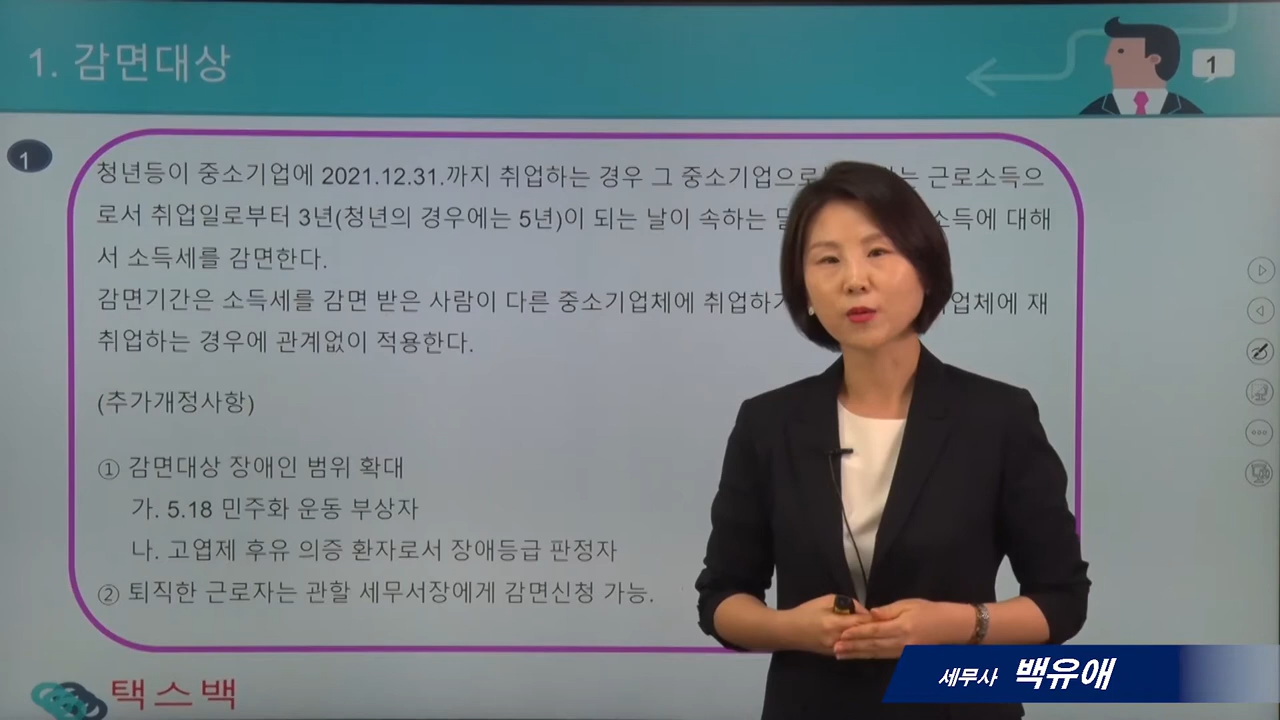 1. 감면대상
1
1
청년등이 중소기업에 2021.12.31.까지 취업하는 경우 그 중소기업으로 는 근로소득으
로서 취업일로부터 3년(청년의 경우에는 5년)이 되는 날이 속하는 소득에 대해
서 소득세를 감면한다.
감면기간은 소득세를 감면 받은 사람이 다른 중소기업체에 취업하 업체에 재
취업하는 경우에 관계없이 적용한다.
(추가개정사항)
① 감면대상 장애인 범위 확대
가. 5.18 민주화 운동 부상자
나. 고엽제 후유 의증 환자로서 장애등급 판정자
② 퇴직한 근로자는 관할 세무서장에게 감면신청 가능.
택스백
세무사 백유애